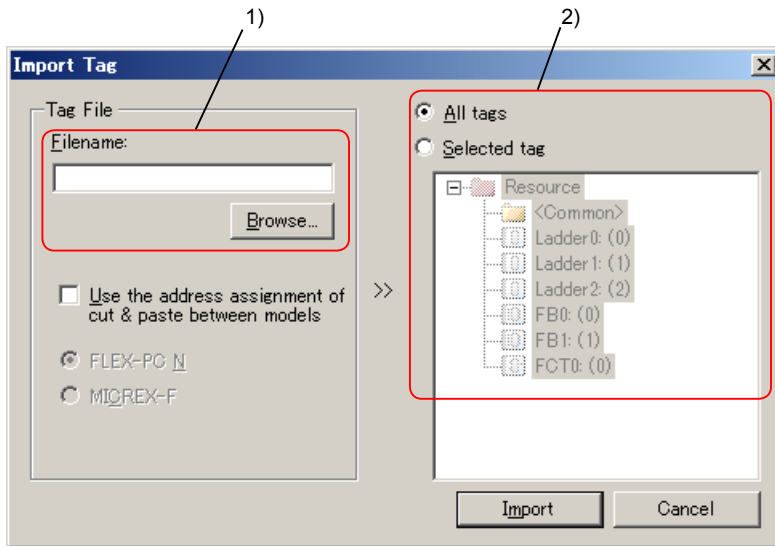 1)
2)
Import Tag
Tag File
Filename:
Browse...
Use the address assignment of
cut & paste between models
FLEX-PC N
MICREX-F
>>
All tags
Selected tag
Resource
<Common>
Ladder0: (0)
Ladder1: (1)
Ladder2: (2)
FB0: (0)
FB1: (1)
FCT0: (0)
Import
Cancel